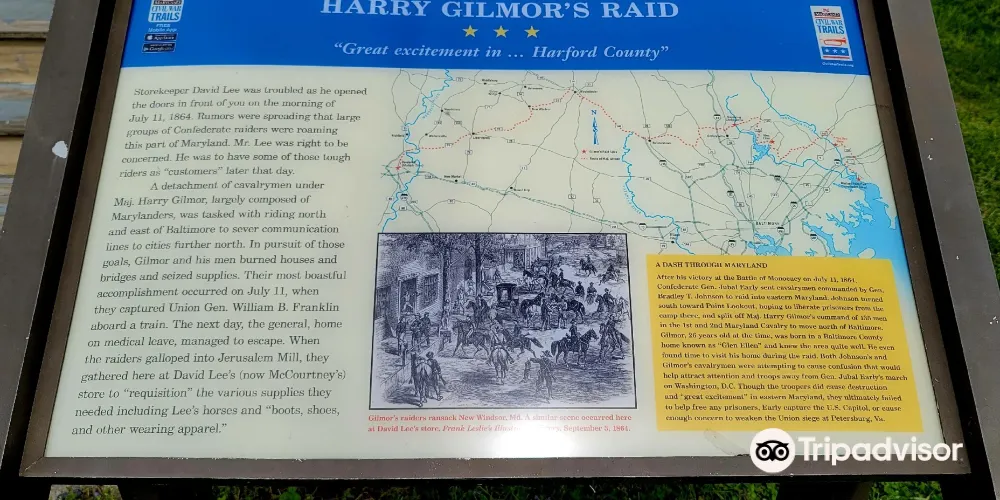 CIVIL WAR
TRAILS
FREE
Mobile App
HARRY GILMOR'S RAID
"Great excitement in ... Harford County"
CIVIL WAR
TRAILS
Storekeeper David Lee was troubled as he opened
the doors in front of you on the morning of
July 11, 1864. Rumors were spreading that large
groups of Confederate raiders were roaming
this part of Maryland. Mr. Lee was right to be
concerned. He was to have some of those tough
riders as "customers" later that day.
A detachment of cavalrymen under
Maj. Harry Gilmor, largely composed of
Marylanders, was tasked with riding north
and east of Baltimore to sever communication
lines to cities further north. In pursuit of those
goals, Gilmor and his men burned houses and
bridges and seized supplies. Their most boastful
accomplishment occurred on July 11, when
they captured Union Gen. William B. Franklin
aboard a train. The next day, the general, home
on medical leave, managed to escape. When
the raiders galloped into Jerusalem Mill, they
gathered here at David Lee's (now McCourtney's)
store to "requisition" the various supplies they
needed including Lee's horses and "boots, shoes,
and other wearing apparel."
N
BALTIMORE
Gilmor's raiders ransack New Windsor, Md. A similar scene occurred here
at David Lee's store, Frank Leslie's September 5, 1864.
A DASH THROUGH MARYLAND
After his victory at the Battle of Monocacy on July 11, 1864,
Confederate Gen. Jubal Early sent cavalrymen commanded by Gen.
Bradley T. Johnson to raid into eastern Maryland. Johnson turned
south toward Point Lookout, hoping to liberate prisoners from the
camp there, and split off Maj. Harry Gilmor's command of 135 men
in the 1st and 2nd Maryland Cavalry to move north of Baltimore.
Gilmor, 26 years old at the time, was born in a Baltimore County
home known as "Glen Ellen" and knew the area quite well. He even
found time to visit his home during the raid. Both Johnson's and
Gilmor's cavalrymen were attempting to cause confusion that would
help attract attention and troops away from Gen. Jubal Early's march
on Washington, D.C. Though the troopers did cause destruction
and "great excitement" in eastern Maryland, they ultimately failed
to help free any prisoners, Early capture the U.S. Capitol, or cause
enough concern to weaken the Union siege at Petersburg, Va.
Tripadvisor